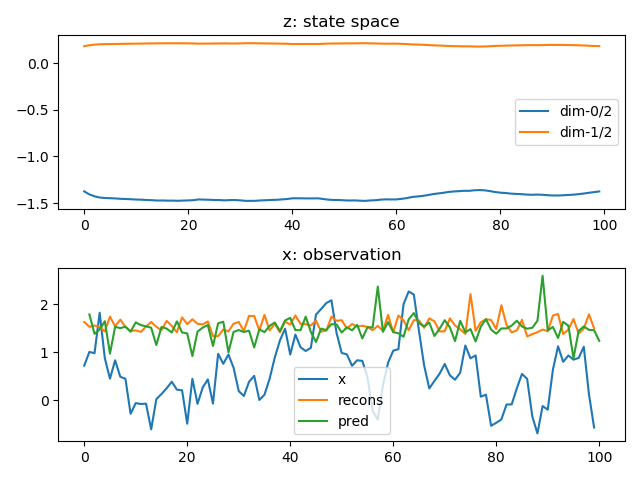 z: state space
0.0
−0.5
−1.0
−1.5
dim-0/2
dim-1/2
0 20 40 60 80 100
x: observation
2
1
0
x
recons
pred
0 20 40 60 80 100